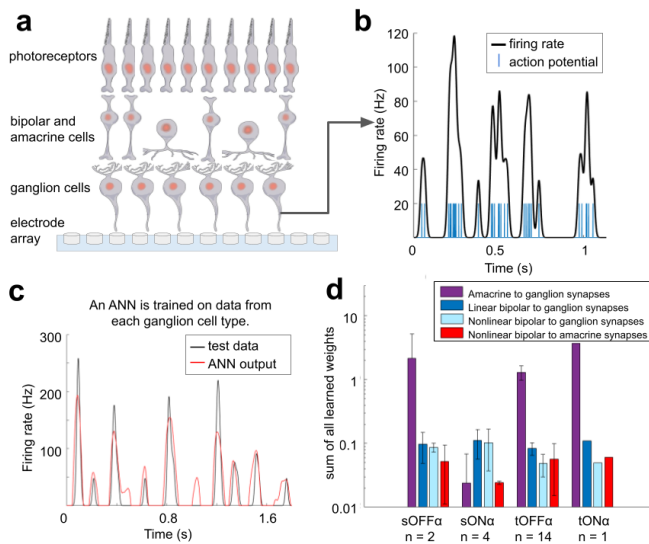 a
photoreceptors
bipolar and
amacrine cells
ganglion cells
electrode
array
b
firing rate
action potential
Firing rate (Hz)
120
100
80
60
40
20
0
0.5
1
Time (s)
c
An ANN is trained on data from
each ganglion cell type.
test data
ANN output
Firing rate (Hz)
300
200
100
0
0
0.8
1.6
Time (s)
d
Amacrine to ganglion synapses
Linear bipolar to ganglion synapses
Nonlinear bipolar to ganglion synapses
Nonlinear bipolar to amacrine synapses
sum of all learned weights
10
1
0.1
0.01
sOFFα
sONα
tOFFα
tONα
n = 2
n = 4
n = 14
n = 1